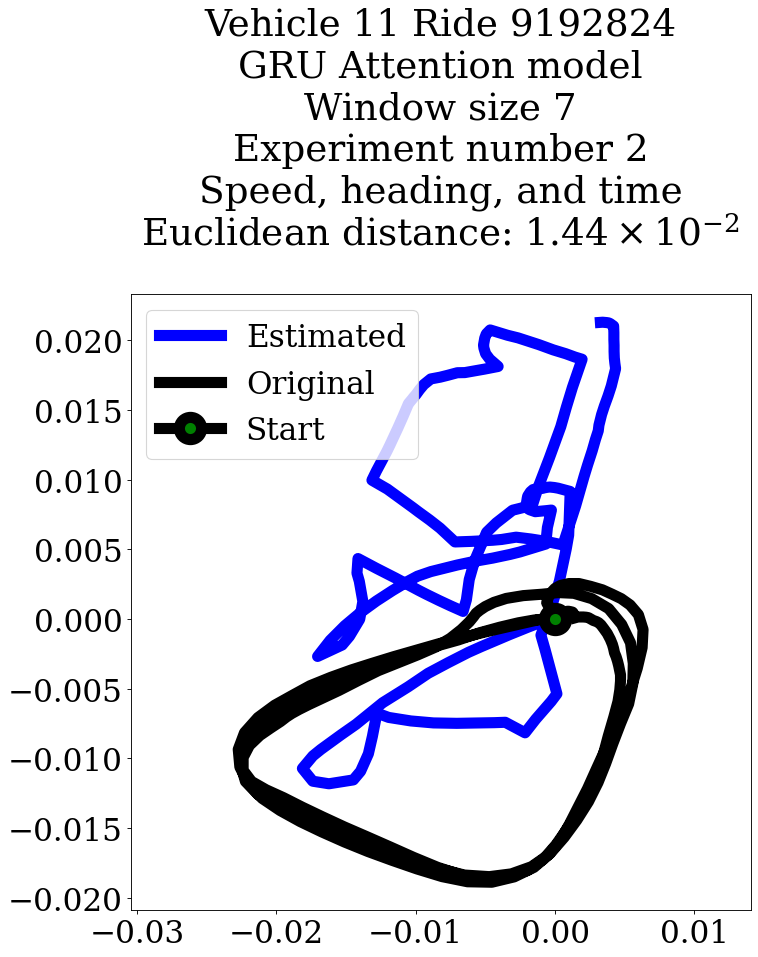 Vehicle 11 Ride 9192824
GRU Attention model
Window size 7
Experiment number 2
Speed, heading, and time
Euclidean distance: 1.44 × 10⁻²
Estimated
Original
Start
0.020
0.015
0.010
0.005
0.000
−0.005
−0.010
−0.015
−0.020
−0.03 −0.02 −0.01 0.00 0.01